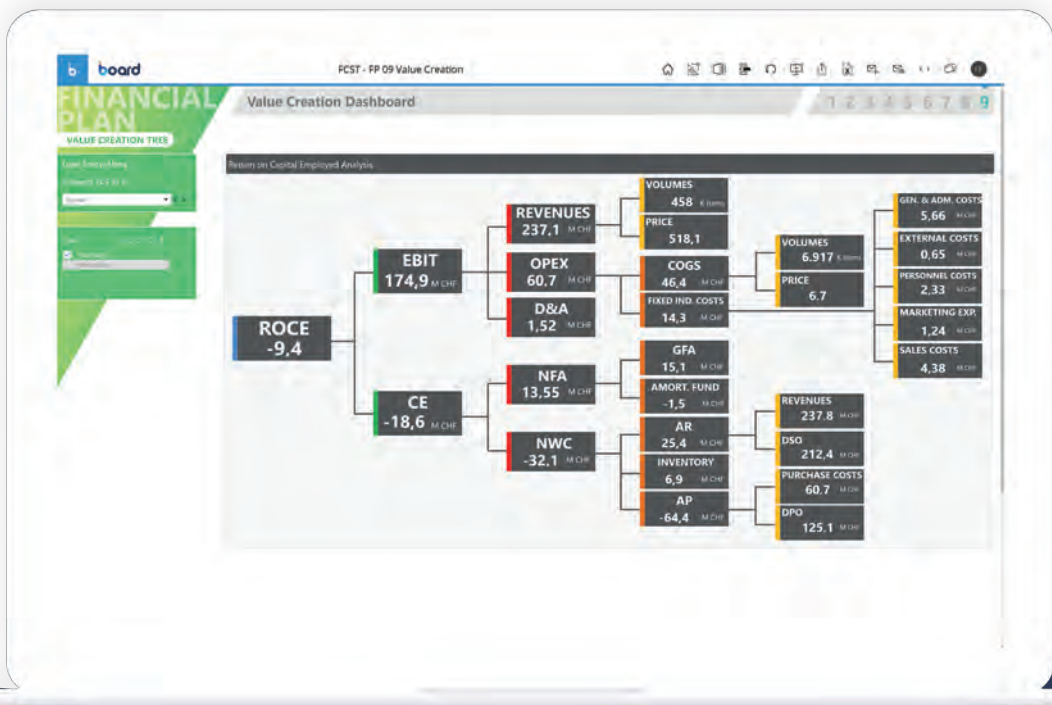 b board
FCST - FP 09 Value Creation
FINANCIAL
PLAN
VALUE CREATION TREE
Value Creation Dashboard
1 2 3 4 5 6 7 8 9
Return on Capital Employed Analysis
ROCE
-9,4
EBIT
174,9 M CHF
CE
-18,6 M CHF
REVENUES
237,1 M CHF
OPEX
60,7 M CHF
D&A
1,52 M CHF
NFA
13,55 M CHF
NWC
-32,1 M CHF
VOLUMES
458 K Items
PRICE
518,1
COGS
46,4 M CHF
FIXED IND. COSTS
14,3 M CHF
GFA
15,1 M CHF
AMORT. FUND
-1,5 M CHF
AR
25,4 M CHF
INVENTORY
6,9 M CHF
AP
-64,4 M CHF
VOLUMES
6.917 K Items
PRICE
6.7
REVENUES
237,8 M CHF
DSO
212,4 M CHF
PURCHASE COSTS
60,7 M CHF
DPO
125,1 M CHF
GEN. & ADM. COSTS
5,66 M CHF
EXTERNAL COSTS
0,65 M CHF
PERSONNEL COSTS
2,33 M CHF
MARKETING EXP.
1,24 M CHF
SALES COSTS
4,38 M CHF